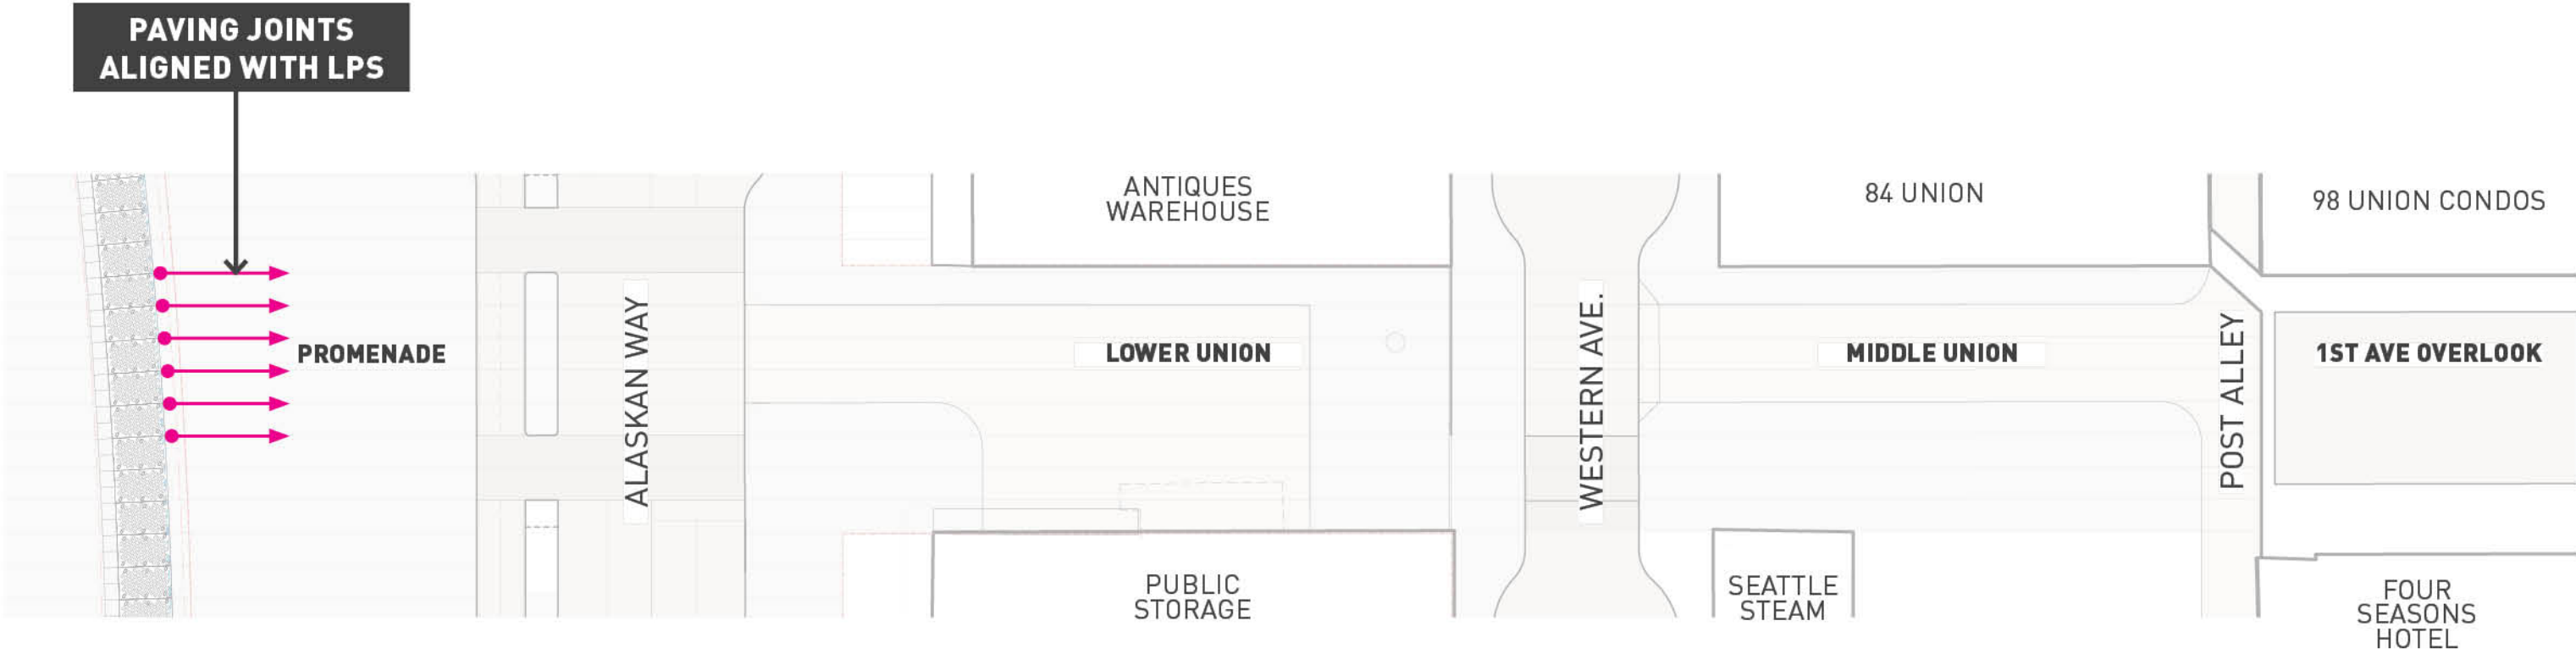 PAVING JOINTS
ALIGNED WITH LPS
ANTIQUES
WAREHOUSE
84 UNION
98 UNION CONDOS
PROMENADE
ALASKAN WAY
LOWER UNION
WESTERN AVE.
MIDDLE UNION
POST ALLEY
1ST AVE OVERLOOK
PUBLIC
STORAGE
SEATTLE
STEAM
FOUR
SEASONS
HOTEL